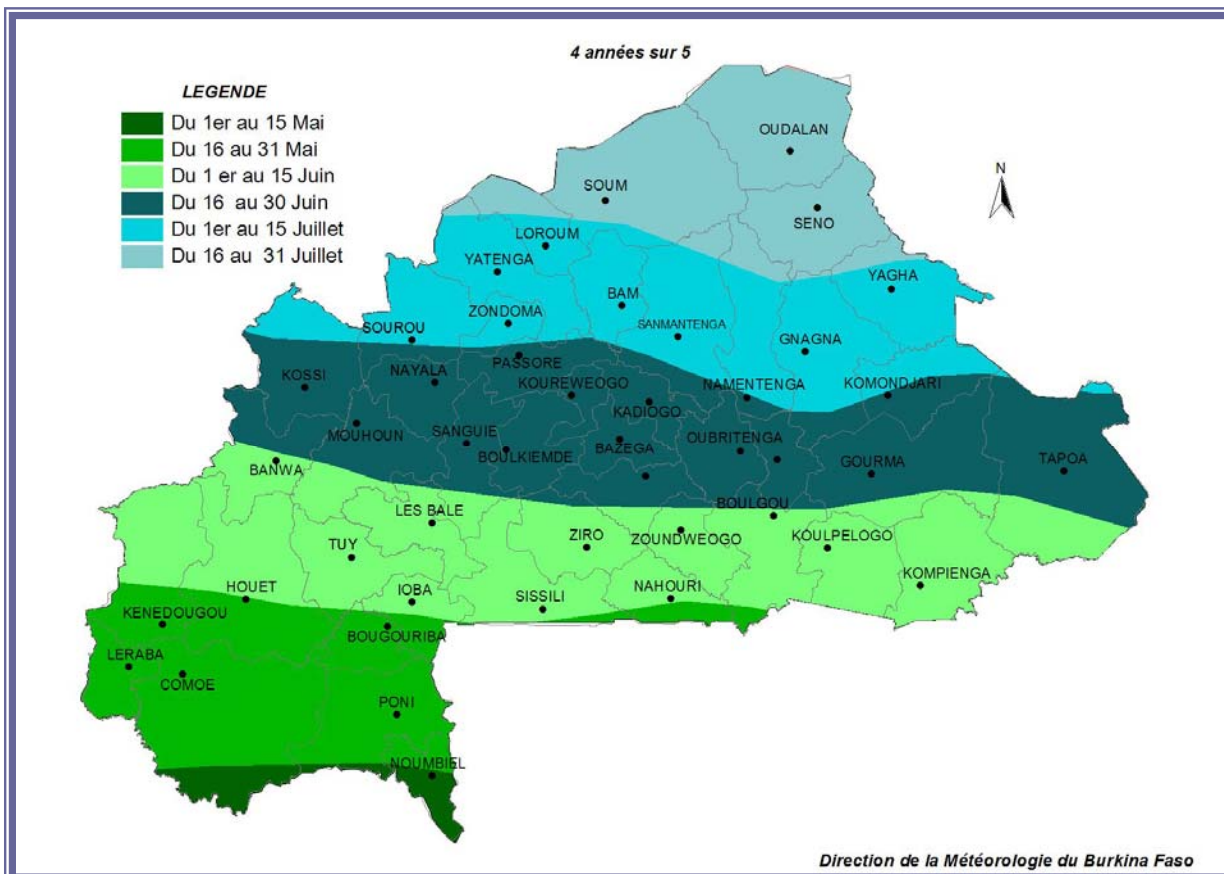 4 années sur 5
LEGENDE
Du 1er au 15 Mai
Du 16 au 31 Mai
Du 1 er au 15 Juin
Du 16 au 30 Juin
Du 1er au 15 Juillet
Du 16 au 31 Juillet
N
OUDALAN
SOUM
SENO
LOROUM
YATENGA
YAGHA
BAM
ZONDOMA
SANMANTENGA
SOUROU
GNAGNA
PASSORE
NAYALA
KOSSI
KOUREWEOGO
NAMENTENGA
KOMONDJARI
KADIOGO
MOUHOUN
SANGUIE
BAZEGA
OUBRITENGA
BOULKIEMDE
TAPOA
GOURMA
BANWA
BOULGOU
LES BALE
ZIRO
ZOUNDWEOGO
KOULPELOGO
TUY
KOMPIENGA
HOUET
IOBA
SISSILI
NAHOURI
KENEDOUGOU
BOUGOURIBA
LERABA
COMOE
PONI
NOUMBIEL
Direction de la Météorologie du Burkina Faso